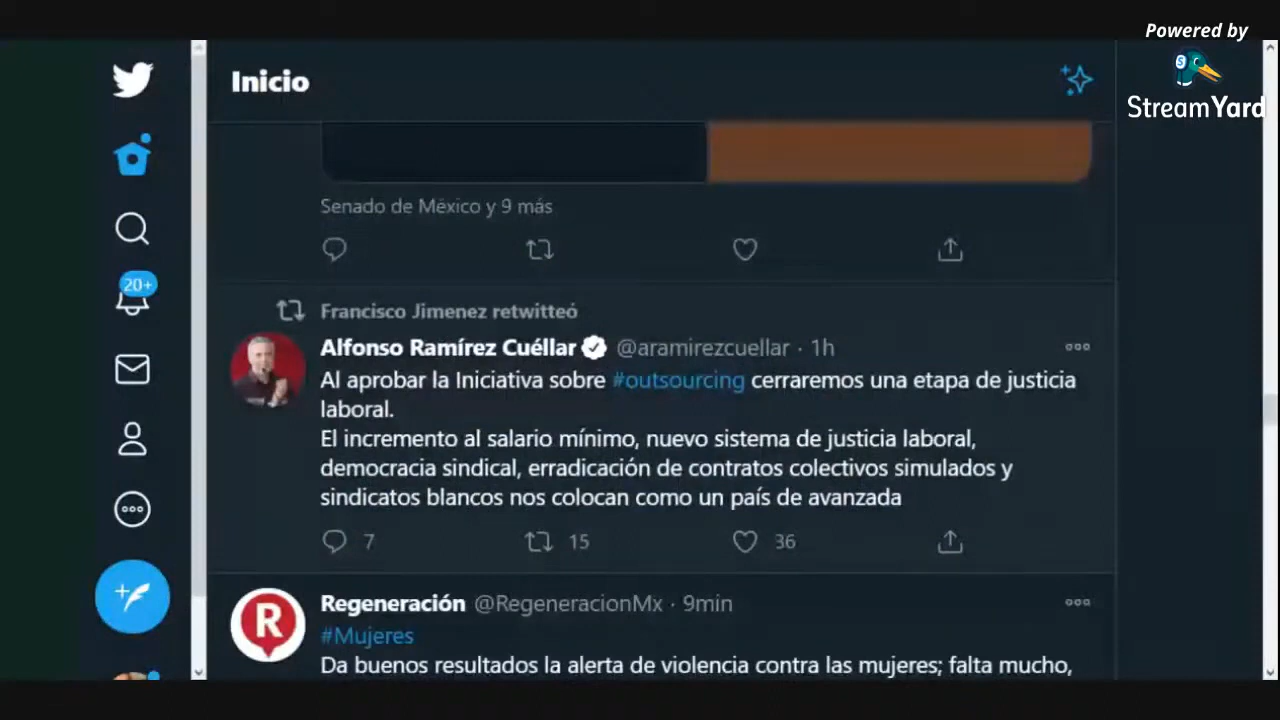 Powered by
StreamYard
Inicio
Senado de México y 9 más
20+
Francisco Jimenez retwitteó
Alfonso Ramírez Cuéllar @aramirezcuellar · 1h
Al aprobar la Iniciativa sobre #outsourcing cerraremos una etapa de justicia
laboral.
El incremento al salario mínimo, nuevo sistema de justicia laboral,
democracia sindical, erradicación de contratos colectivos simulados y
sindicatos blancos nos colocan como un país de avanzada
7 15 36
R
Regeneración @RegeneracionMx · 9min
#Mujeres
Da buenos resultados la alerta de violencia contra las mujeres; falta mucho,